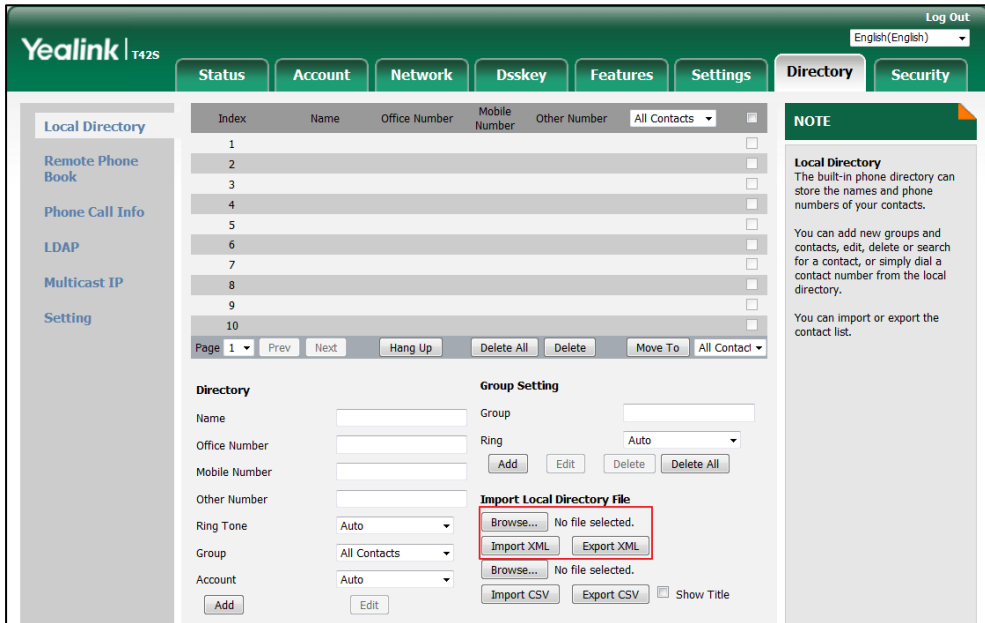 Log Out
Yealink | T42S
English(English)
Status Account Network Dsskey Features Settings Directory Security
Local Directory
Remote Phone
Book
Phone Call Info
LDAP
Multicast IP
Setting
Index Name Office Number Mobile Number Other Number All Contacts
1
2
3
4
5
6
7
8
9
10
Page 1 Prev Next Hang Up Delete All Delete Move To All Contact
Directory
Name
Office Number
Mobile Number
Other Number
Ring Tone Auto
Group All Contacts
Account Auto
Add Edit
Group Setting
Group
Ring Auto
Add Edit Delete Delete All
Import Local Directory File
Browse... No file selected.
Import XML Export XML
Browse... No file selected.
Import CSV Export CSV Show Title
NOTE
Local Directory
The built-in phone directory can
store the names and phone
numbers of your contacts.
You can add new groups and
contacts, edit, delete or search
for a contact, or simply dial a
contact number from the local
directory.
You can import or export the
contact list.